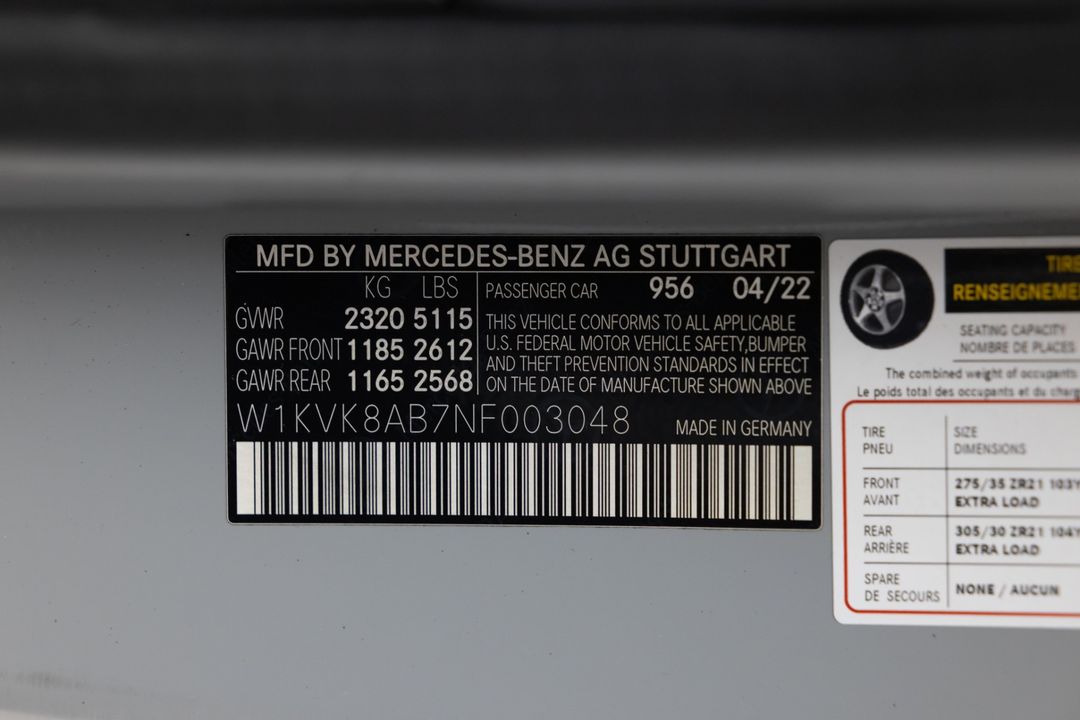 MFD BY MERCEDES-BENZ AG STUTTGART
KG LBS
GVWR 2320 5115
GAWR FRONT 1185 2612
GAWR REAR 1165 2568
PASSENGER CAR 956 04/22
THIS VEHICLE CONFORMS TO ALL APPLICABLE
U.S. FEDERAL MOTOR VEHICLE SAFETY,BUMPER
AND THEFT PREVENTION STANDARDS IN EFFECT
ON THE DATE OF MANUFACTURE SHOWN ABOVE
W1KVK8AB7NF003048
MADE IN GERMANY
TIRE
RENSEIGNEME
SEATING CAPACITY
NOMBRE DE PLACES
The combined weight of occupants
Le poids total des occupants et du charg
TIRE SIZE
PNEU DIMENSIONS
FRONT 275/35 ZR21 103Y
AVANT EXTRA LOAD
REAR 305/30 ZR21 104Y
ARRIÈRE EXTRA LOAD
SPARE
DE SECOURS NONE / AUCUN